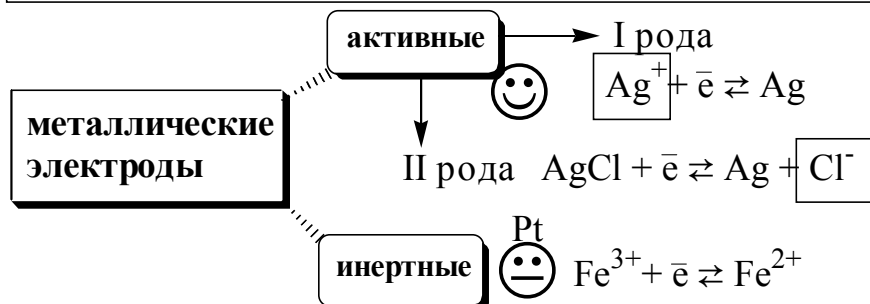 активные
I рода
Ag⁺ + e̅ ⇄ Ag
металлические
электроды
II рода AgCl + e̅ ⇄ Ag + Cl⁻
Pt
инертные
Fe³⁺ + e̅ ⇄ Fe²⁺